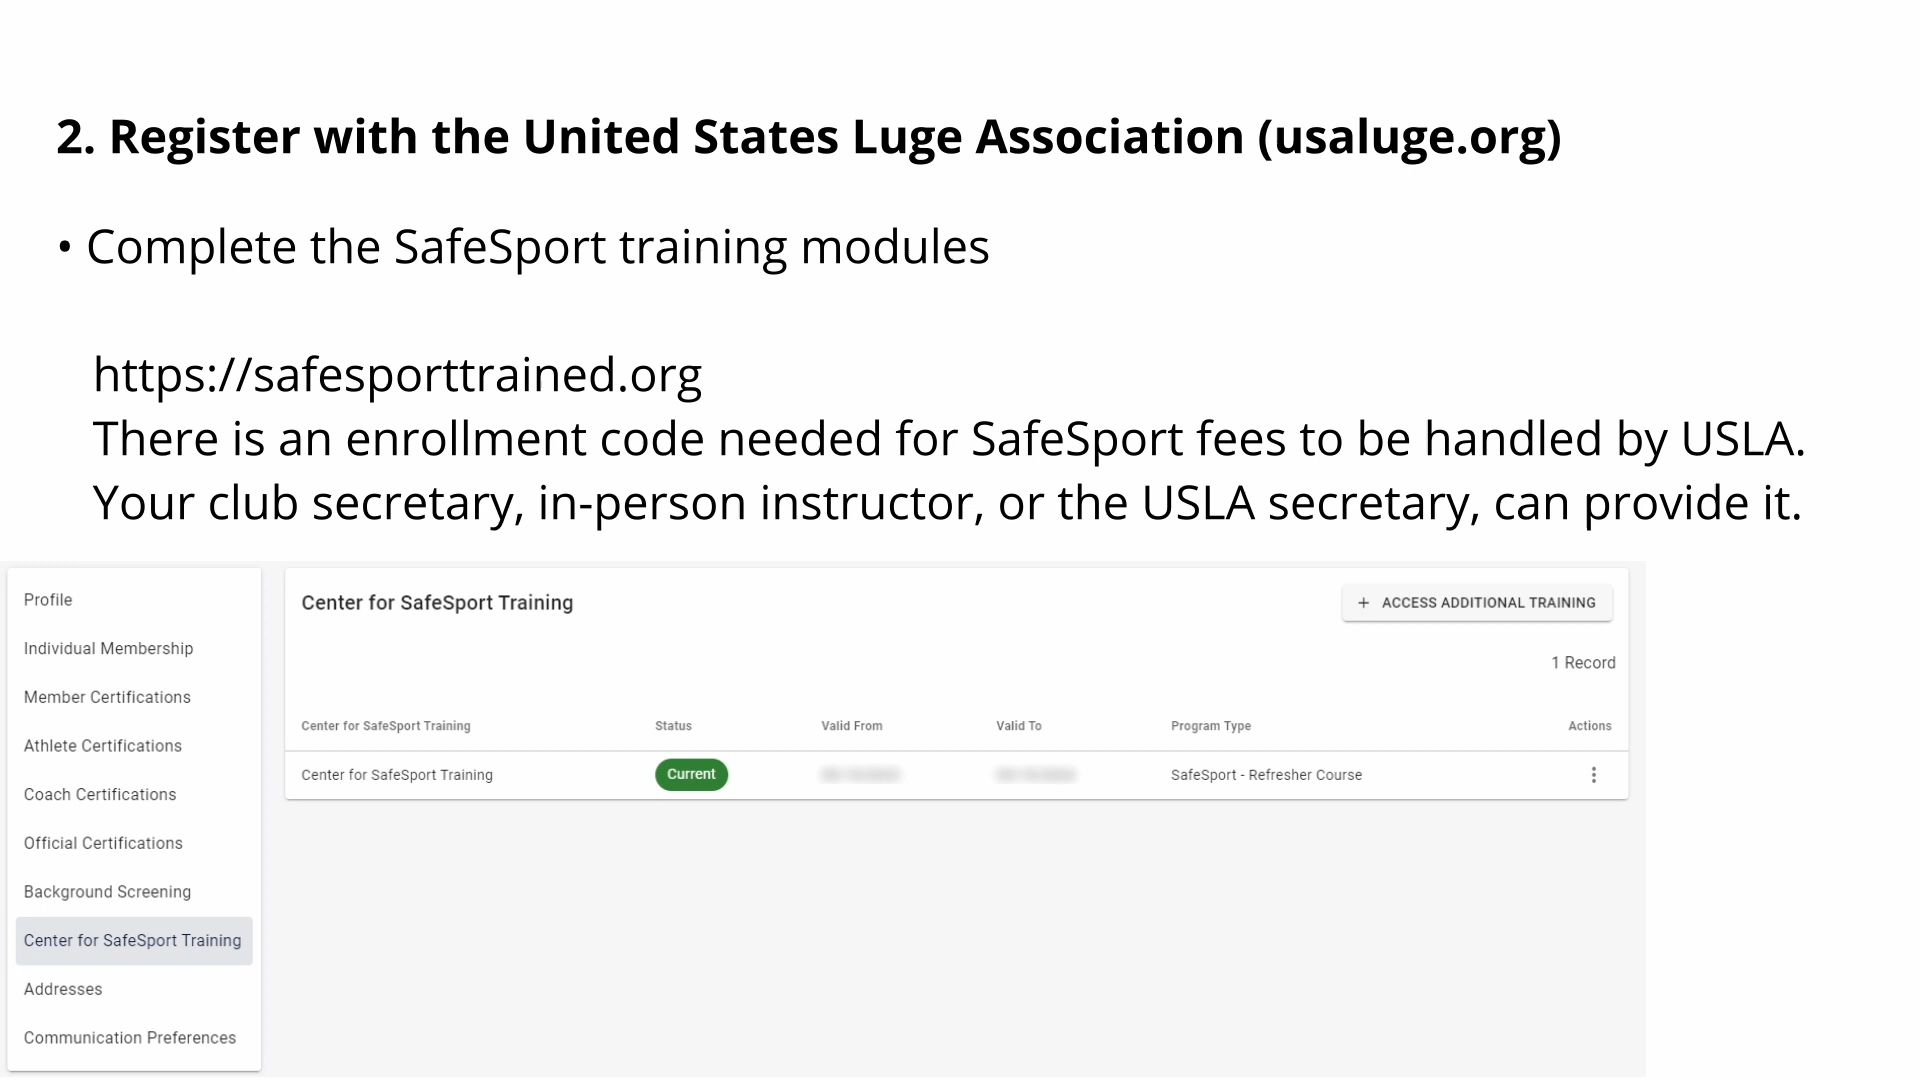 2. Register with the United States Luge Association (usaluge.org)
• Complete the SafeSport training modules
https://safesporttrained.org
There is an enrollment code needed for SafeSport fees to be handled by USLA.
Your club secretary, in-person instructor, or the USLA secretary, can provide it.
Profile
Individual Membership
Member Certifications
Athlete Certifications
Coach Certifications
Official Certifications
Background Screening
Center for SafeSport Training
Addresses
Communication Preferences
Center for SafeSport Training
+ ACCESS ADDITIONAL TRAINING
1 Record
Center for SafeSport Training Status Valid From Valid To Program Type Actions
Center for SafeSport Training Current SafeSport - Refresher Course